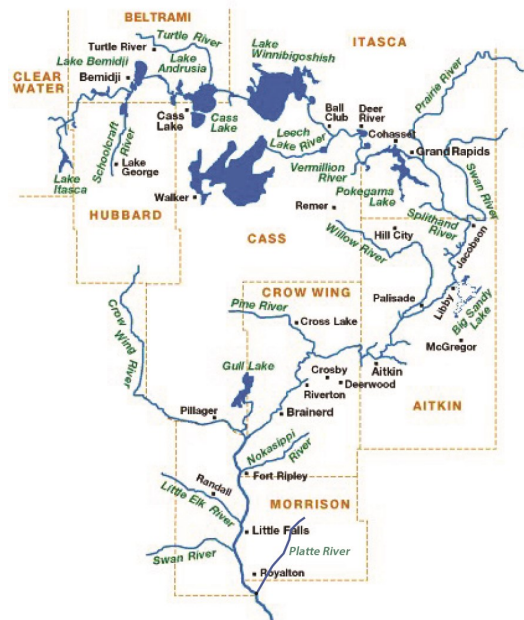 BELTRAMI
Turtle River
Turtle River
Lake Bemidji
Lake
Andrusia
Lake
Winnibigoshish
ITASCA
CLEAR
WATER
Bemidji
Prairie River
Cass
Lake
Cass
Lake
Ball
Club
Deer
River
Cohasset
Schoolcraft
River
Leech
Lake River
Grand Rapids
Lake
George
Vermillion
River
Swan River
Lake
Itasca
Walker
Pokegama
Lake
Remer
Splithand
River
HUBBARD
Hill City
Jacobson
CASS
Willow River
Libby
Big Sandy
Lake
CROW WING
Palisade
Pine River
Cross Lake
Crow Wing
River
McGregor
Gull Lake
Crosby
Aitkin
Riverton
Deerwood
AITKIN
Pillager
Brainerd
Nokasippi
River
Randall
Fort Ripley
Little Elk
River
MORRISON
Little Falls
Platte River
Swan River
Royalton